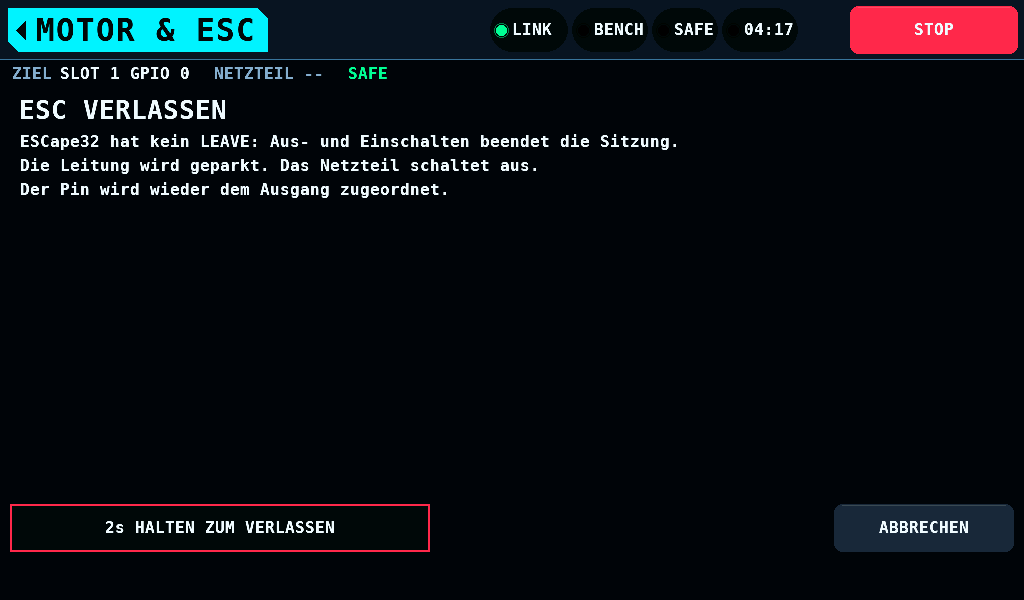 MOTOR & ESC
LINK
BENCH
SAFE
04:17
STOP
ZIEL SLOT 1 GPIO 0 NETZTEIL -- SAFE
ESC VERLASSEN
ESCape32 hat kein LEAVE: Aus- und Einschalten beendet die Sitzung.
Die Leitung wird geparkt. Das Netzteil schaltet aus.
Der Pin wird wieder dem Ausgang zugeordnet.
2s HALTEN ZUM VERLASSEN
ABBRECHEN